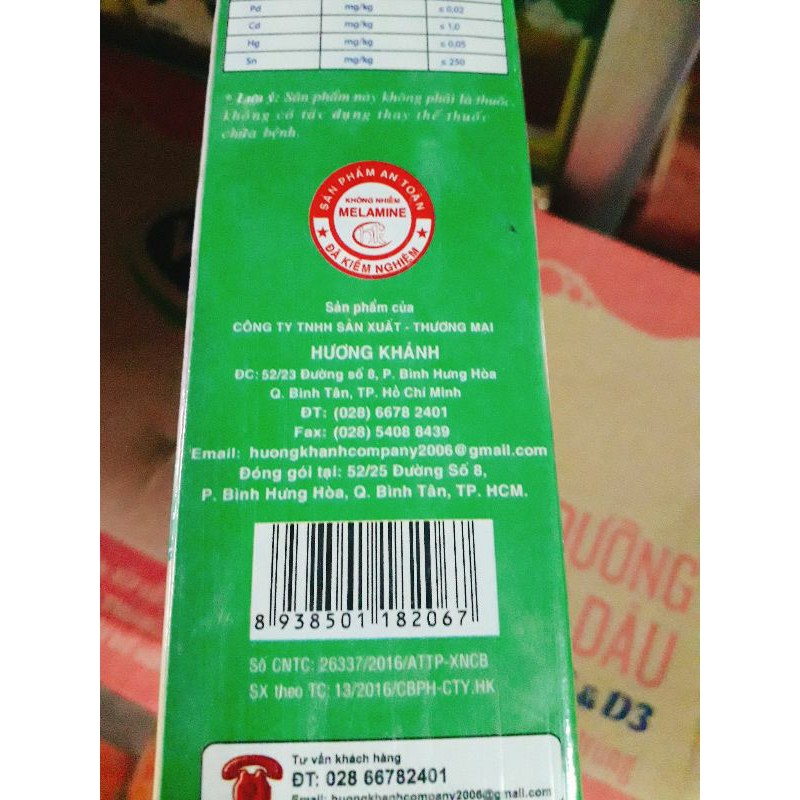 Pd mg/kg ≤ 0,02
Cd mg/kg ≤ 1,0
Hg mg/kg ≤ 0,05
Sn mg/kg ≤ 250
* Lưu ý: Sản phẩm này không phải là thuốc,
không có tác dụng thay thế thuốc
chữa bệnh.
SẢN PHẨM AN TOÀN
KHÔNG NHIỄM
MELAMINE
ĐÃ KIỂM NGHIỆM
Sản phẩm của
CÔNG TY TNHH SẢN XUẤT - THƯƠNG MẠI
HƯƠNG KHÁNH
ĐC: 52/23 Đường số 8, P. Bình Hưng Hòa
Q. Bình Tân, TP. Hồ Chí Minh
ĐT: (028) 6678 2401
Fax: (028) 5408 8439
Email: huongkhanhcompany2006@gmail.com
Đóng gói tại: 52/25 Đường Số 8,
P. Bình Hưng Hòa, Q. Bình Tân, TP. HCM.
8 938501 182067
Số CNTC: 26337/2016/ATTP-XNCB
SX theo TC: 13/2016/CBPH-CTY.HK
Tư vấn khách hàng
ĐT: 028 66782401
Email: huongkhanhcompany2006@gmail.com
DƯỠNG
DÂU
& D3